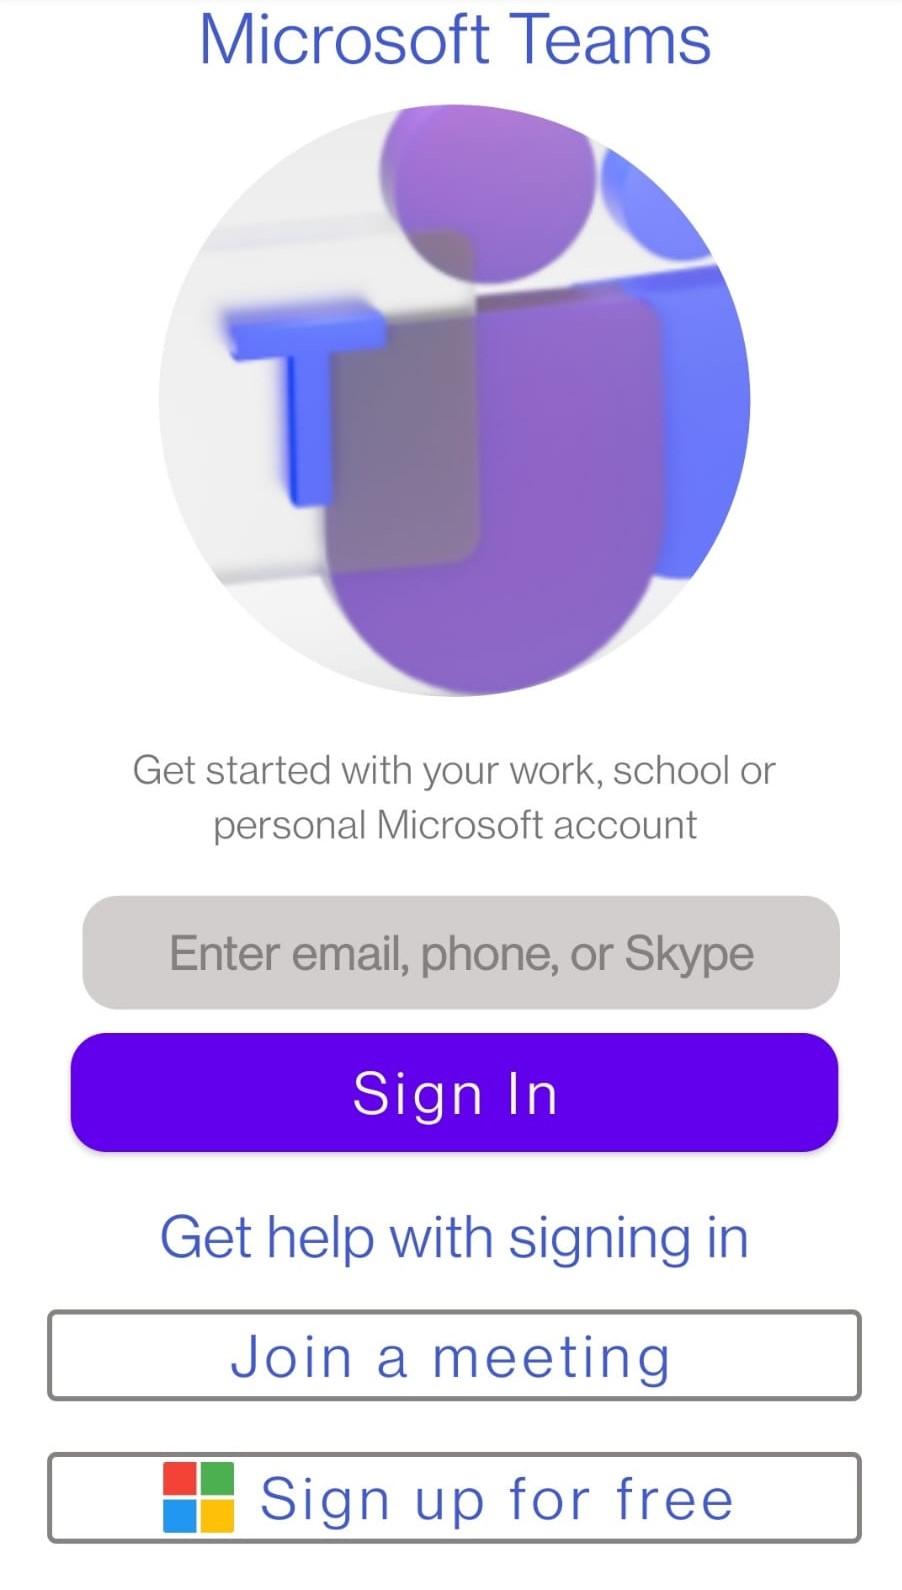 Microsoft Teams
T
Get started with your work, school or
personal Microsoft account
Enter email, phone, or Skype
Sign In
Get help with signing in
Join a meeting
Sign up for free